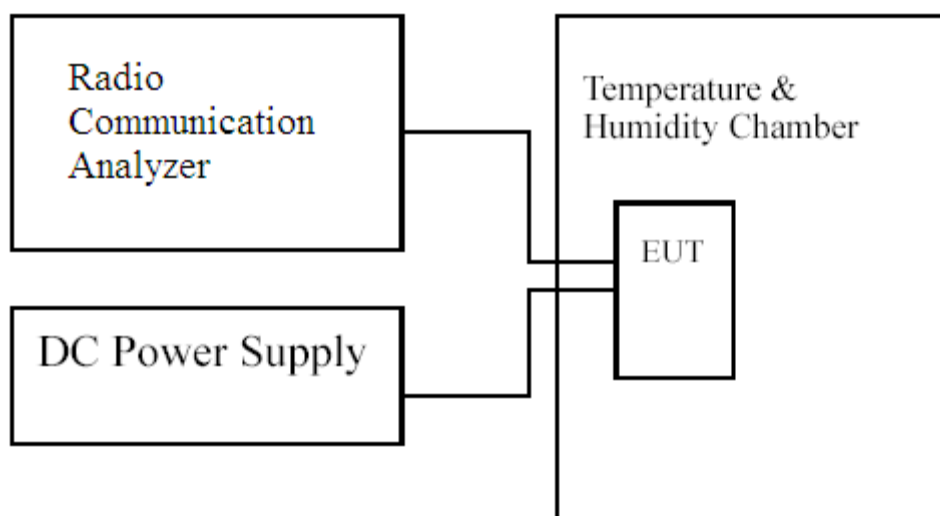 Radio
Communication
Analyzer
DC Power Supply
Temperature &
Humidity Chamber
EUT